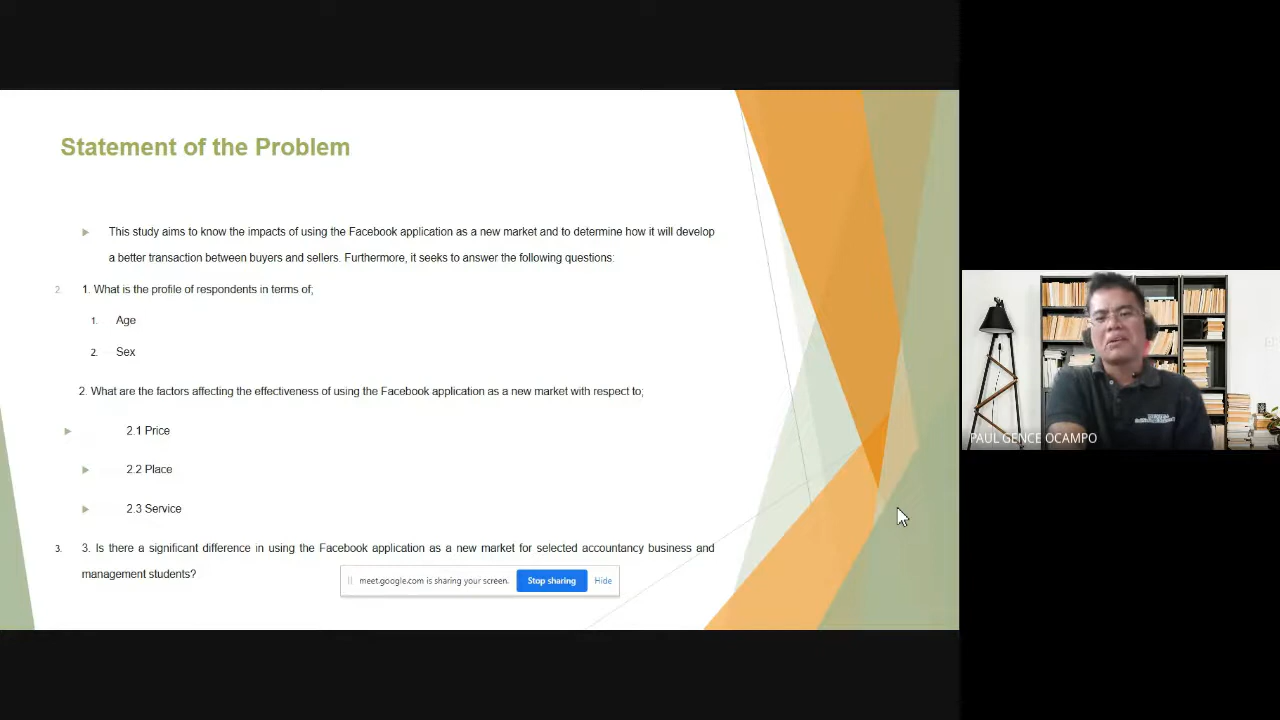 Statement of the Problem
This study aims to know the impacts of using the Facebook application as a new market and to determine how it will develop
a better transaction between buyers and sellers. Furthermore, it seeks to answer the following questions:
2. 1. What is the profile of respondents in terms of;
1. Age
2. Sex
2. What are the factors affecting the effectiveness of using the Facebook application as a new market with respect to;
2.1 Price
2.2 Place
2.3 Service
3. 3. Is there a significant difference in using the Facebook application as a new market for selected accountancy business and
management students?
meet.google.com is sharing your screen. Stop sharing Hide
PAUL GENCE OCAMPO